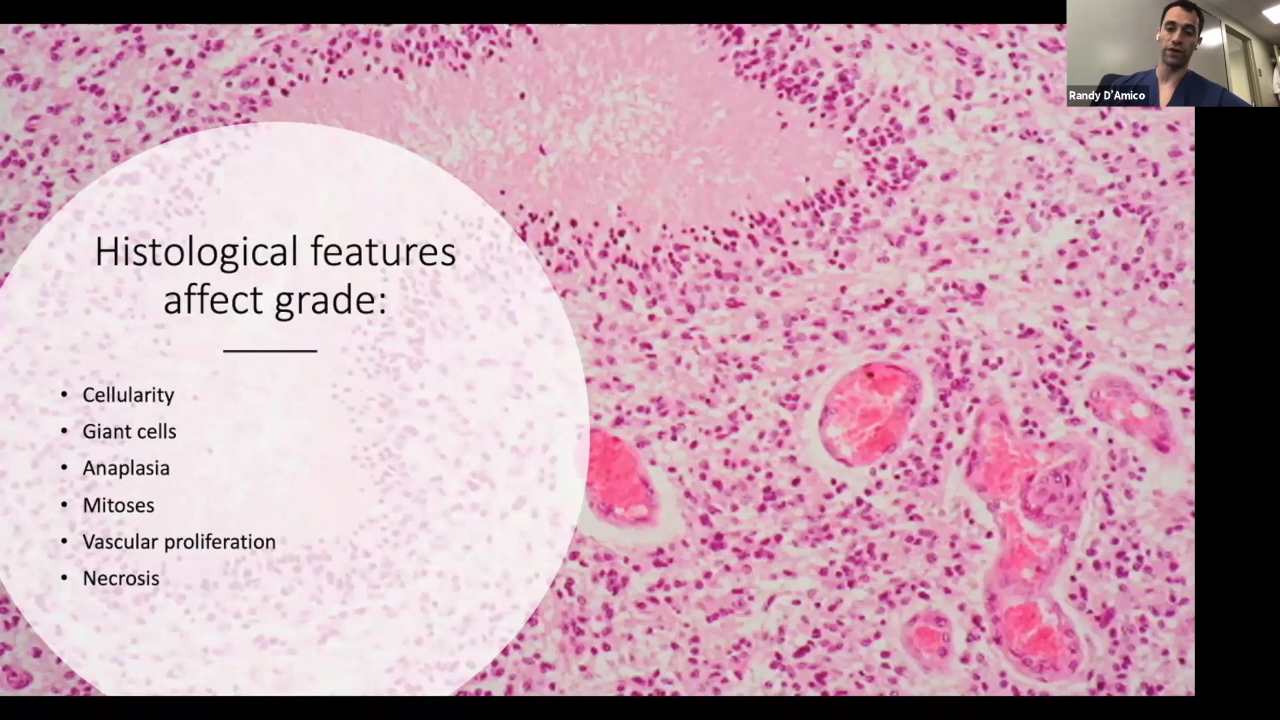 Randy D'Amico
Histological features
affect grade:
• Cellularity
• Giant cells
• Anaplasia
• Mitoses
• Vascular proliferation
• Necrosis